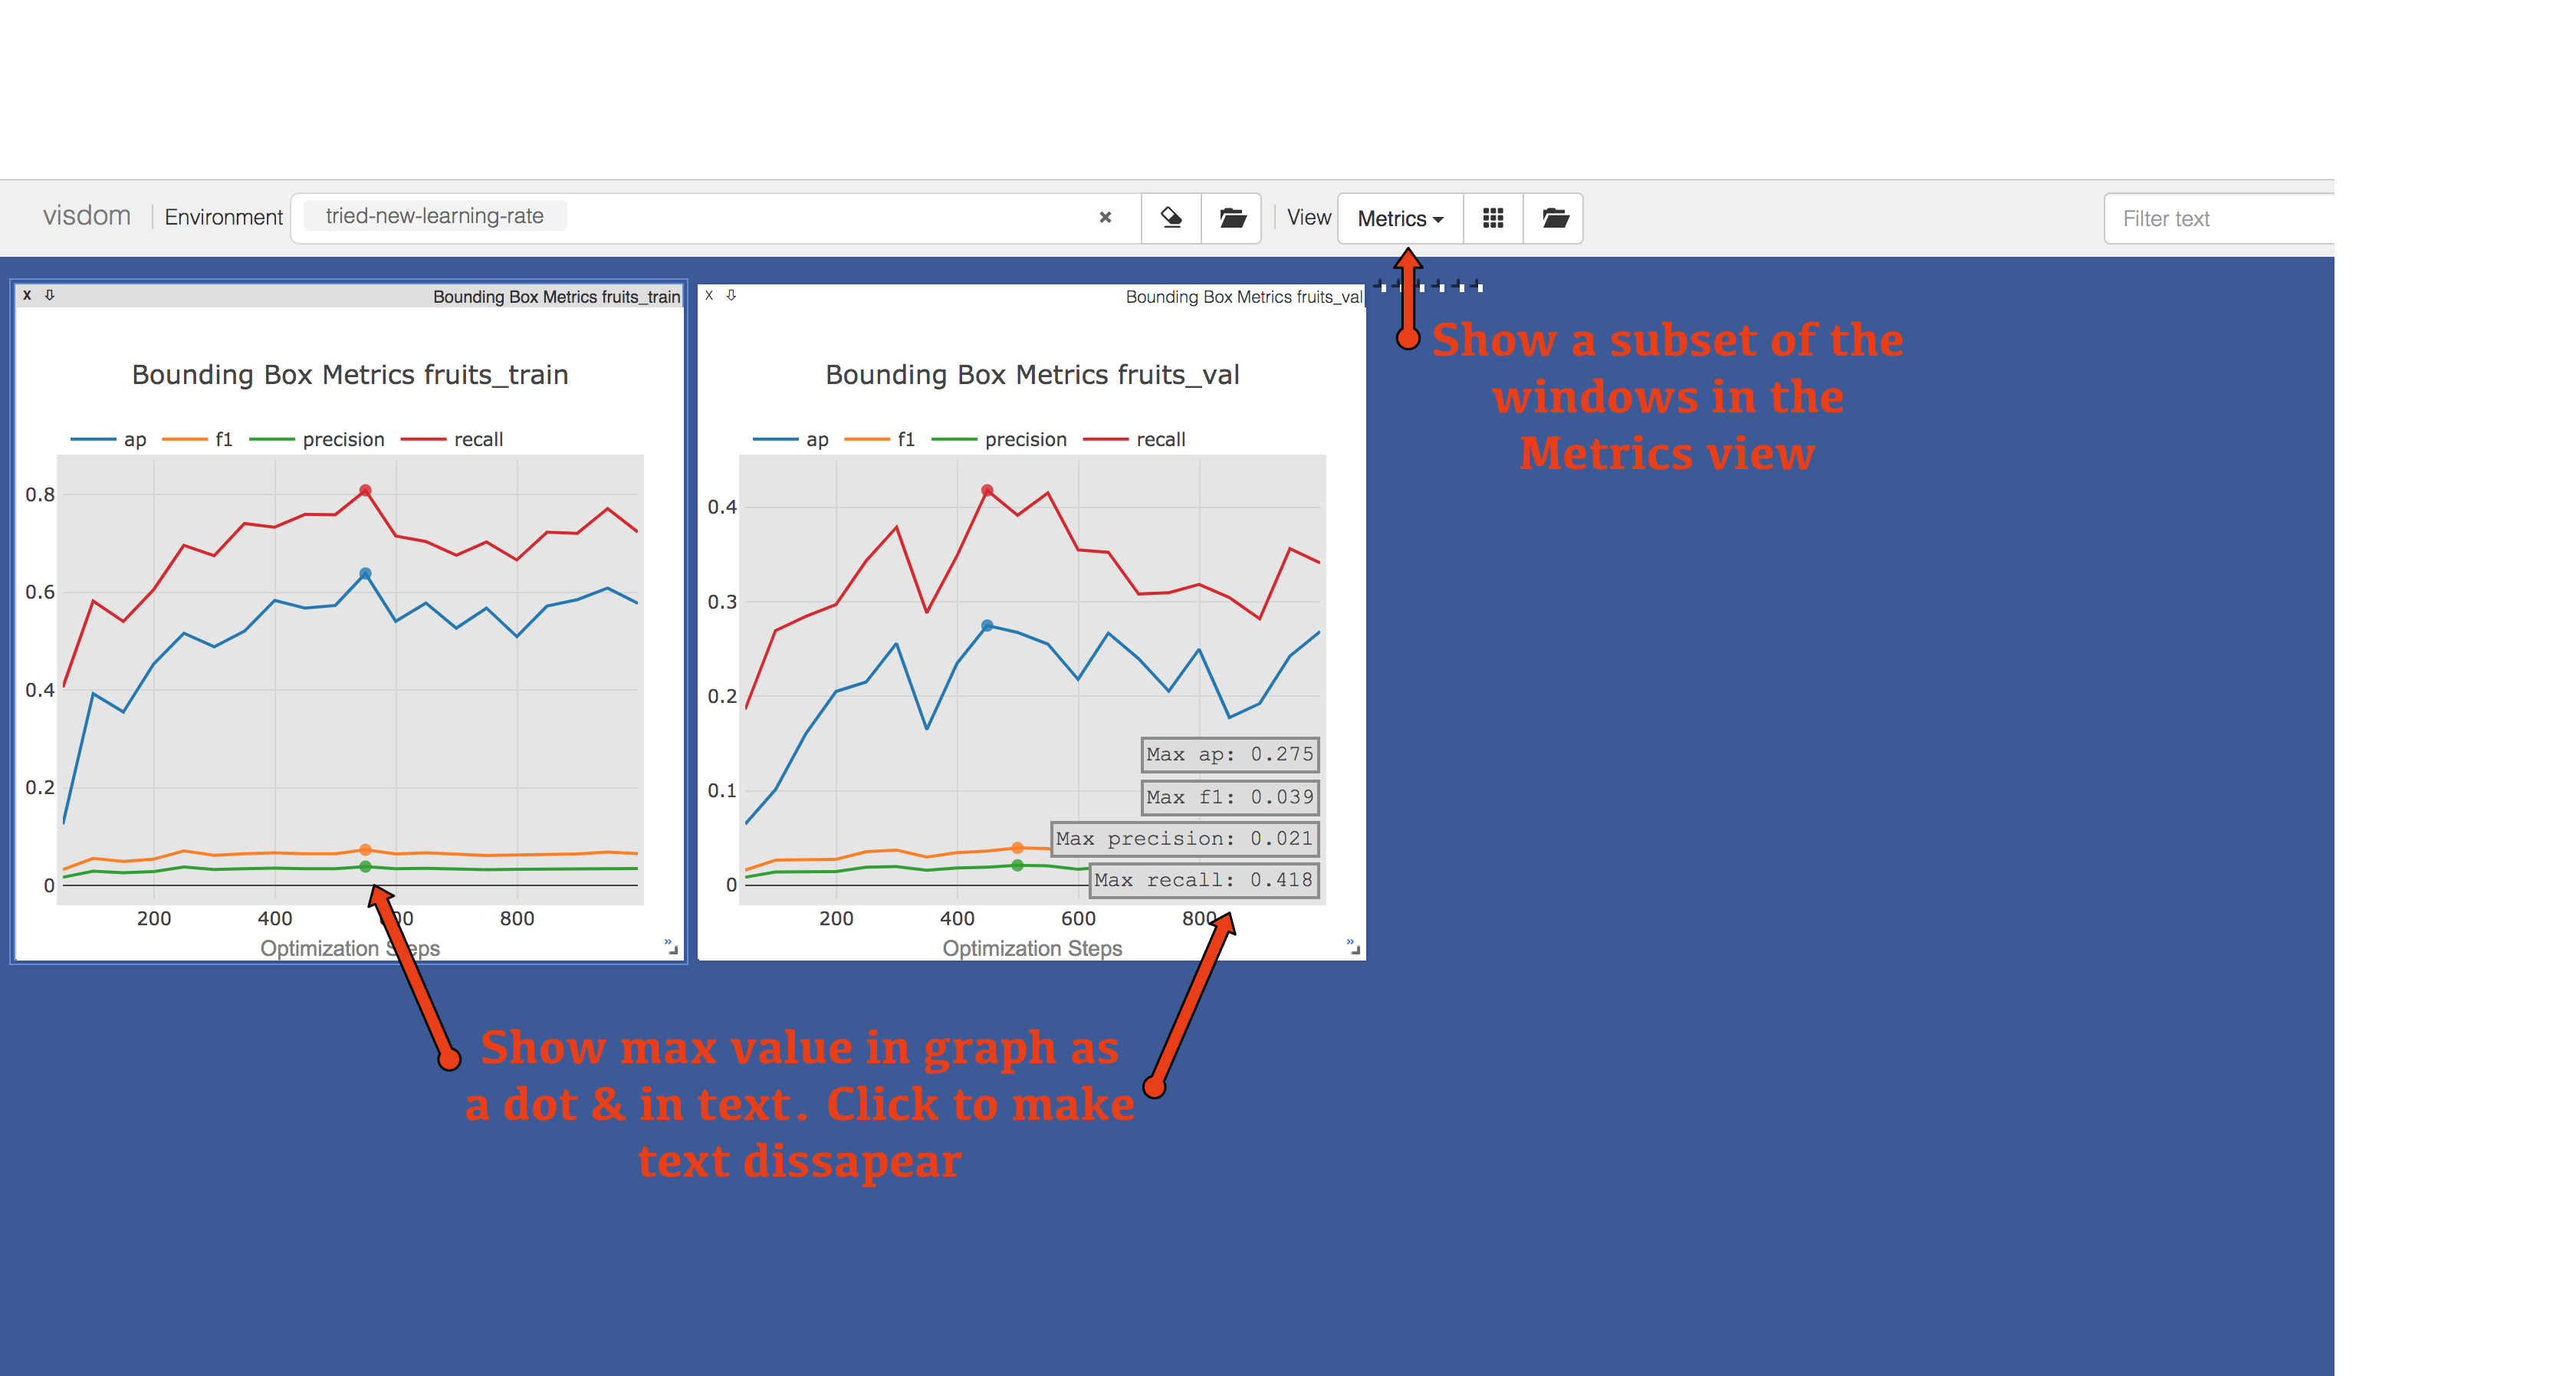 visdom Environment tried-new-learning-rate × View Metrics Filter text
X Bounding Box Metrics fruits_train
X Bounding Box Metrics fruits_val
Show a subset of the
windows in the
Metrics view
Bounding Box Metrics fruits_train
ap f1 precision recall
0.8
0.6
0.4
0.2
0
200 400 600 800
Optimization Steps
»
Bounding Box Metrics fruits_val
ap f1 precision recall
0.4
0.3
0.2
0.1
0
Max ap: 0.275
Max f1: 0.039
Max precision: 0.021
Max recall: 0.418
200 400 600 800
Optimization Steps
»
Show max value in graph as
a dot & in text. Click to make
text dissapear